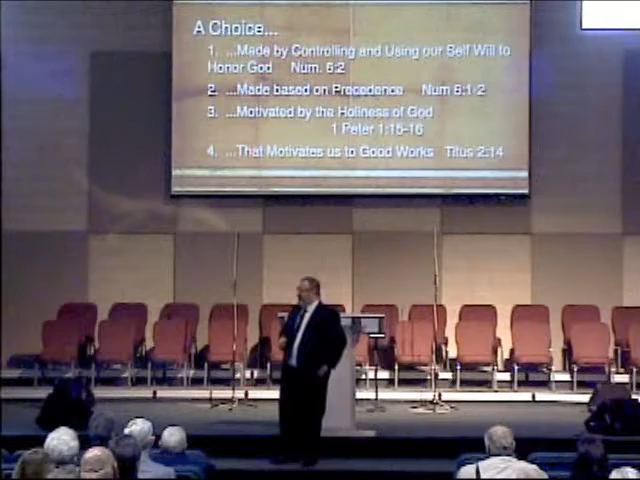 A Choice...
1. ...Made by Controlling and Using our Self Will to
Honor God Num. 6:2
2. ...Made based on Precedence Num 6:1-2
3. ...Motivated by the Holiness of God
1 Peter 1:15-16
4. ...That Motivates us to Good Works Titus 2:14